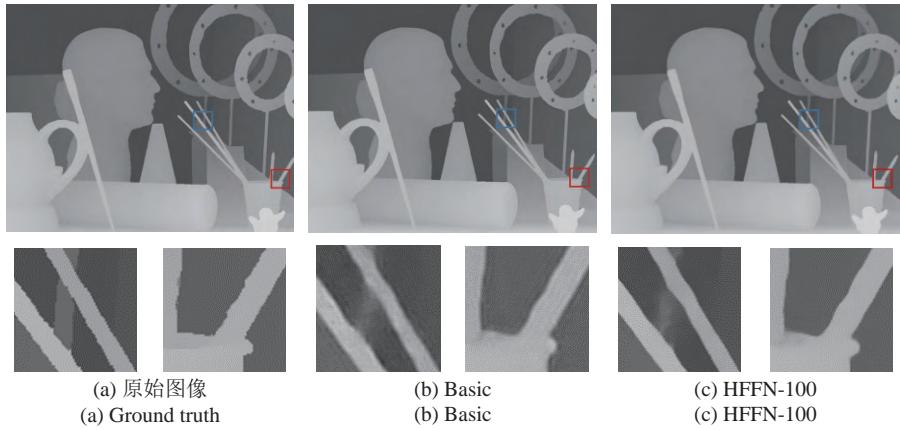 (a) 原始图像
(b) Basic
(c) HFFN-100
(a) Ground truth
(b) Basic
(c) HFFN-100